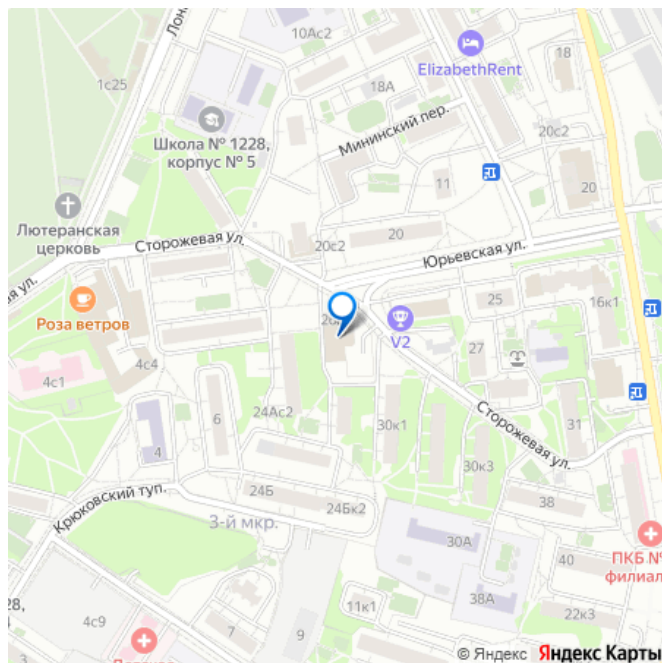 10Ас2
ElizabethRent
18
1с25
18А
Школа № 1228,
корпус № 5
Мининский пер.
20с2
11
20
Лютеранская
церковь
Сторожевая ул.
20с2
20
Юрьевская ул.
ул.
Роза ветров
V2
25
16к1
4с4
27
4с1
24Ас2
6
30к1
Сторожевая ул.
31
4
30к3
24Б
24Бк2
38
Крюковский туп.
3-й мкр.
30А
40
ПКБ №
филиал
38А
4с9
11к1
22к3
7
9
3
© Яндекс Яндекс Карты